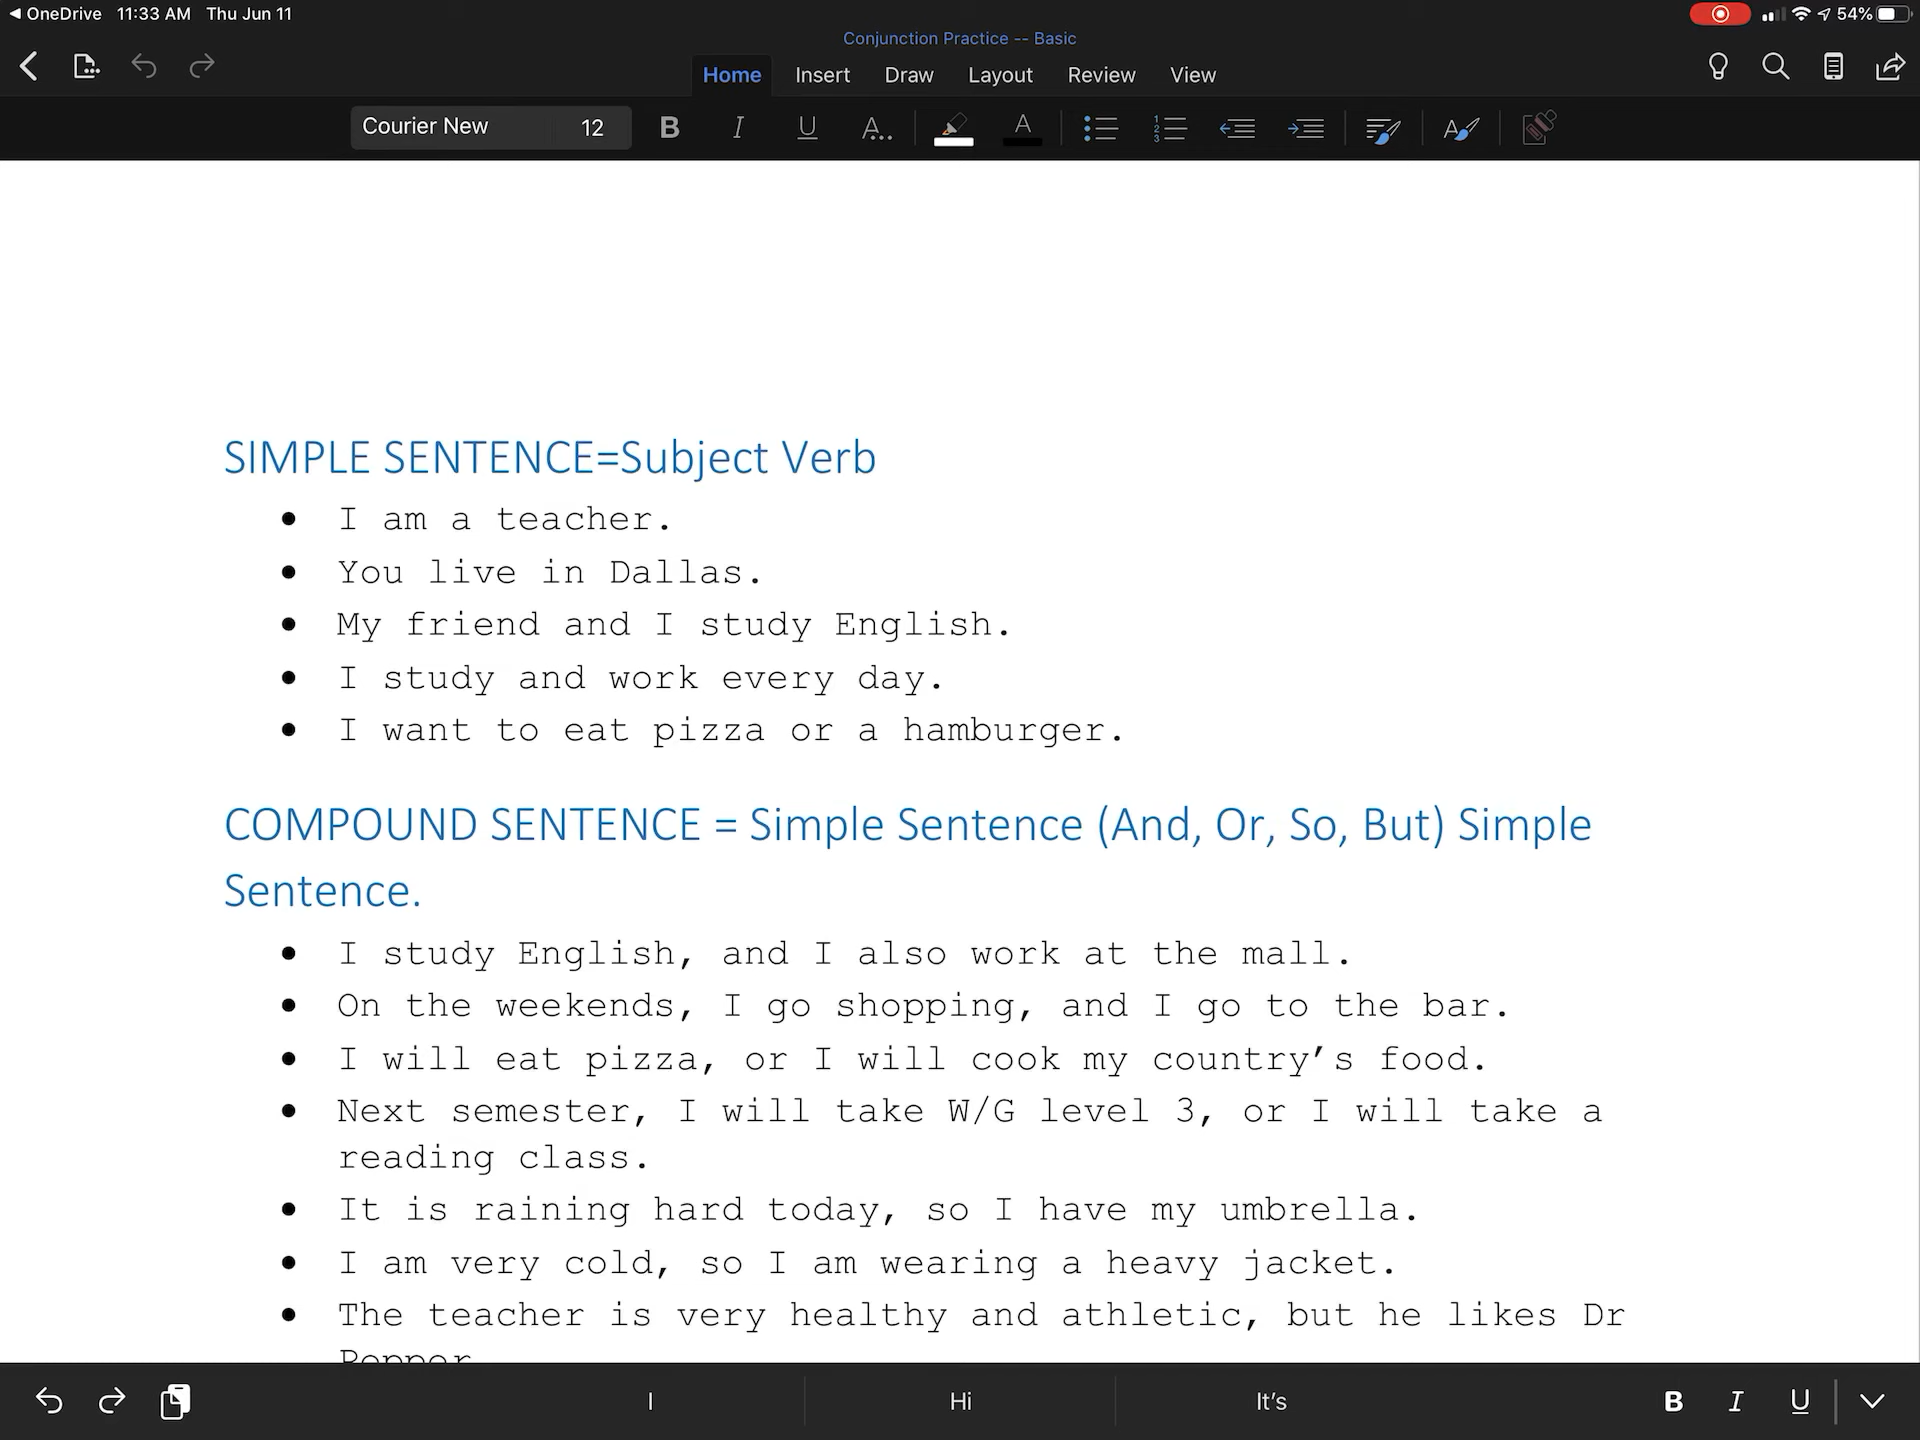 OneDrive 11:33 AM Thu Jun 11 54%
Conjunction Practice -- Basic
Home Insert Draw Layout Review View
Courier New 12 B I U A.. A
SIMPLE SENTENCE=Subject Verb
• I am a teacher.
• You live in Dallas.
• My friend and I study English.
• I study and work every day.
• I want to eat pizza or a hamburger.
COMPOUND SENTENCE = Simple Sentence (And, Or, So, But) Simple
Sentence.
• I study English, and I also work at the mall.
• On the weekends, I go shopping, and I go to the bar.
• I will eat pizza, or I will cook my country’s food.
• Next semester, I will take W/G level 3, or I will take a
reading class.
• It is raining hard today, so I have my umbrella.
• I am very cold, so I am wearing a heavy jacket.
• The teacher is very healthy and athletic, but he likes Dr
Pepper
I Hi It’s B I U